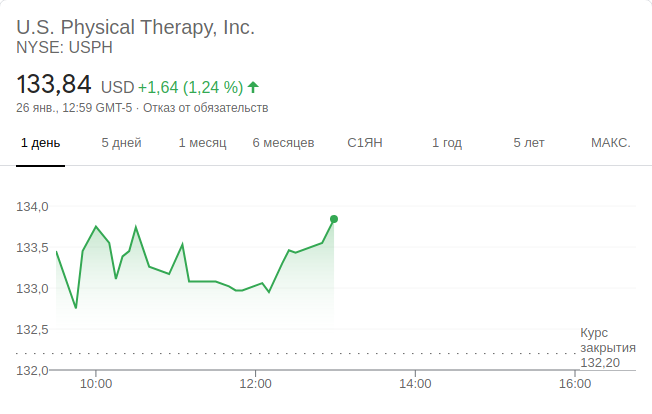 U.S. Physical Therapy, Inc.
NYSE: USPH
133,84 USD +1,64 (1,24 %)
26 янв., 12:59 GMT-5 · Отказ от обязательств
1 день 5 дней 1 месяц 6 месяцев С1ЯН 1 год 5 лет МАКС.
134,0
133,5
133,0
132,5
Курс
закрытия
132,20
132,0
10:00 12:00 14:00 16:00